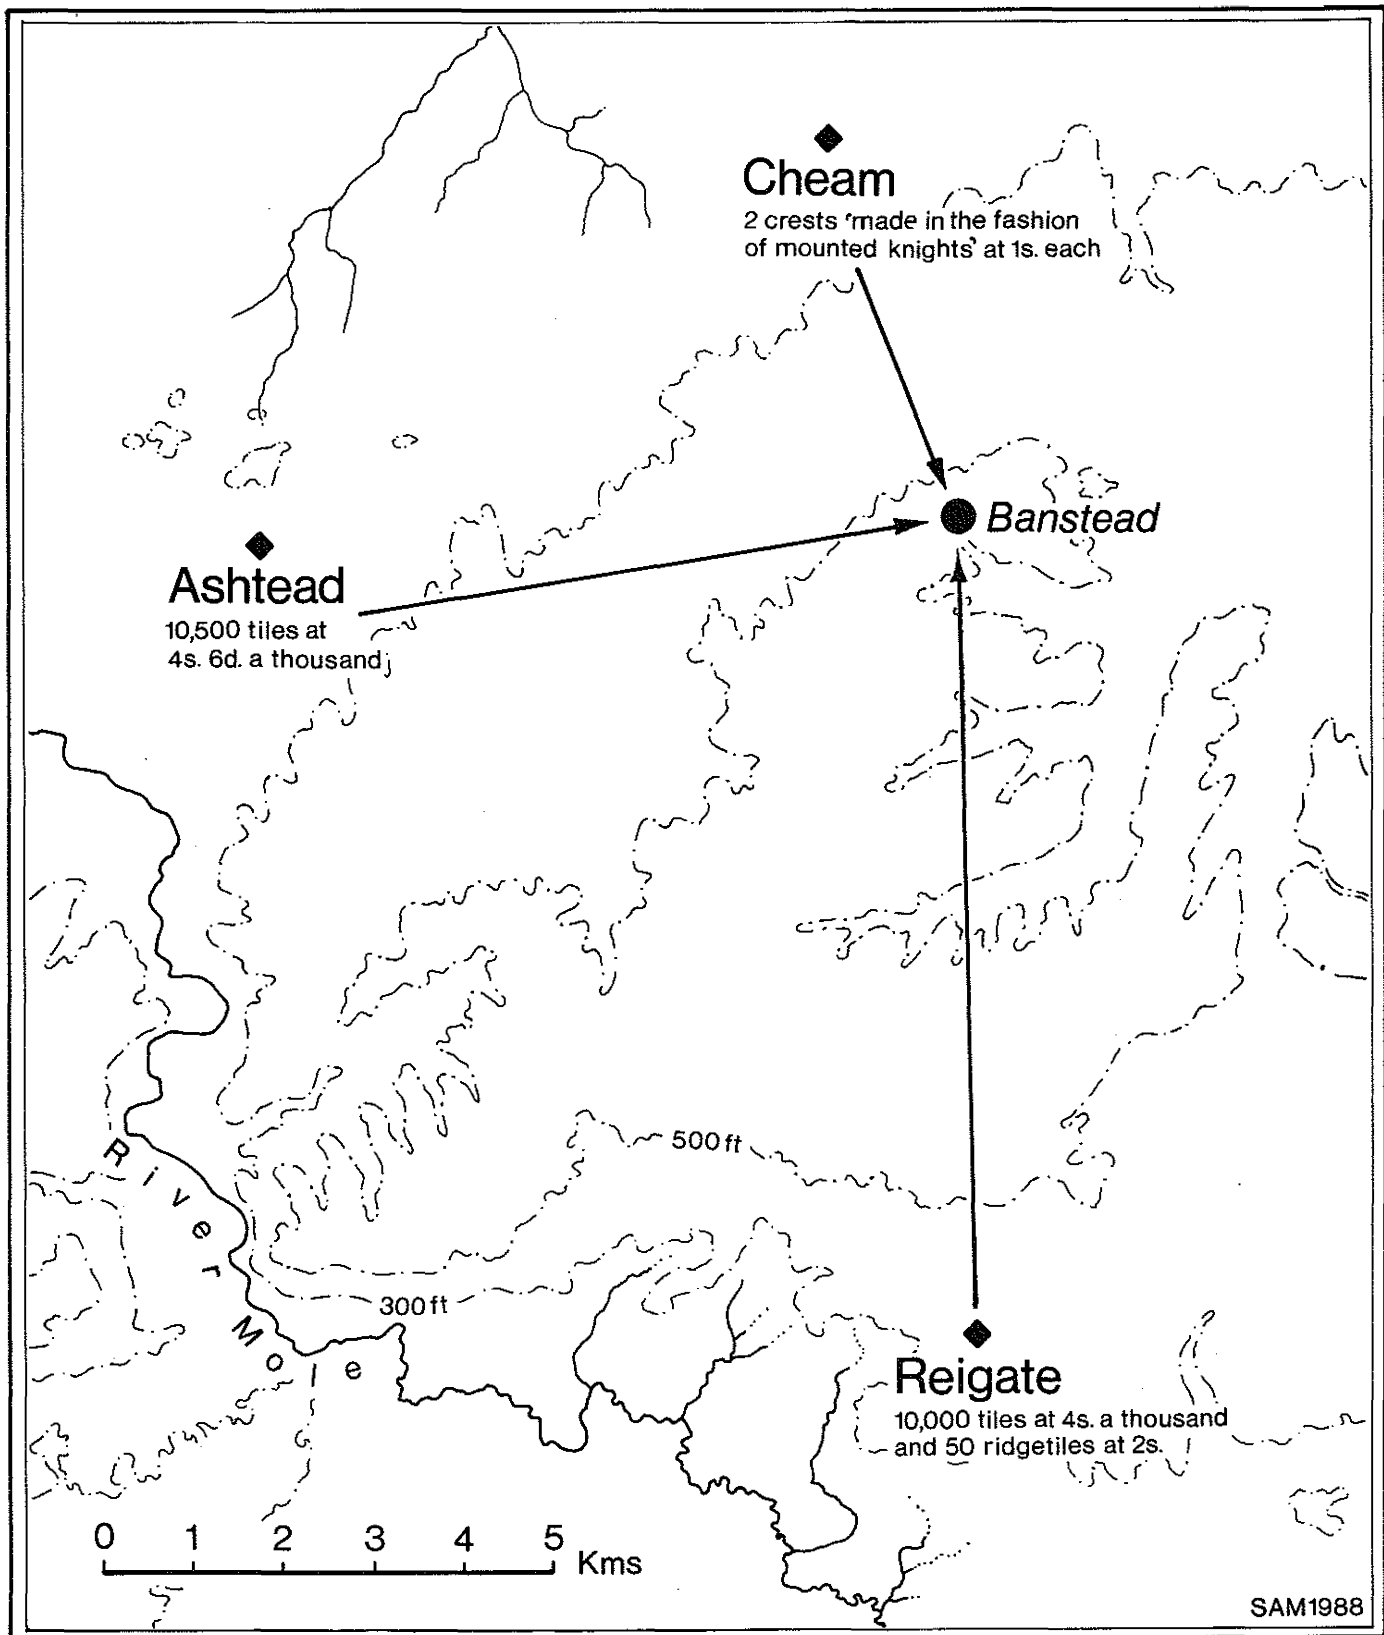 Cheam
2 crests 'made in the fashion
of mounted knights' at 1s. each
Banstead
Ashtead
10,500 tiles at
4s. 6d. a thousand
500 ft
River Mole
300 ft
Reigate
10,000 tiles at 4s. a thousand
and 50 ridgetiles at 2s.
0 1 2 3 4 5 Kms
SAM1988